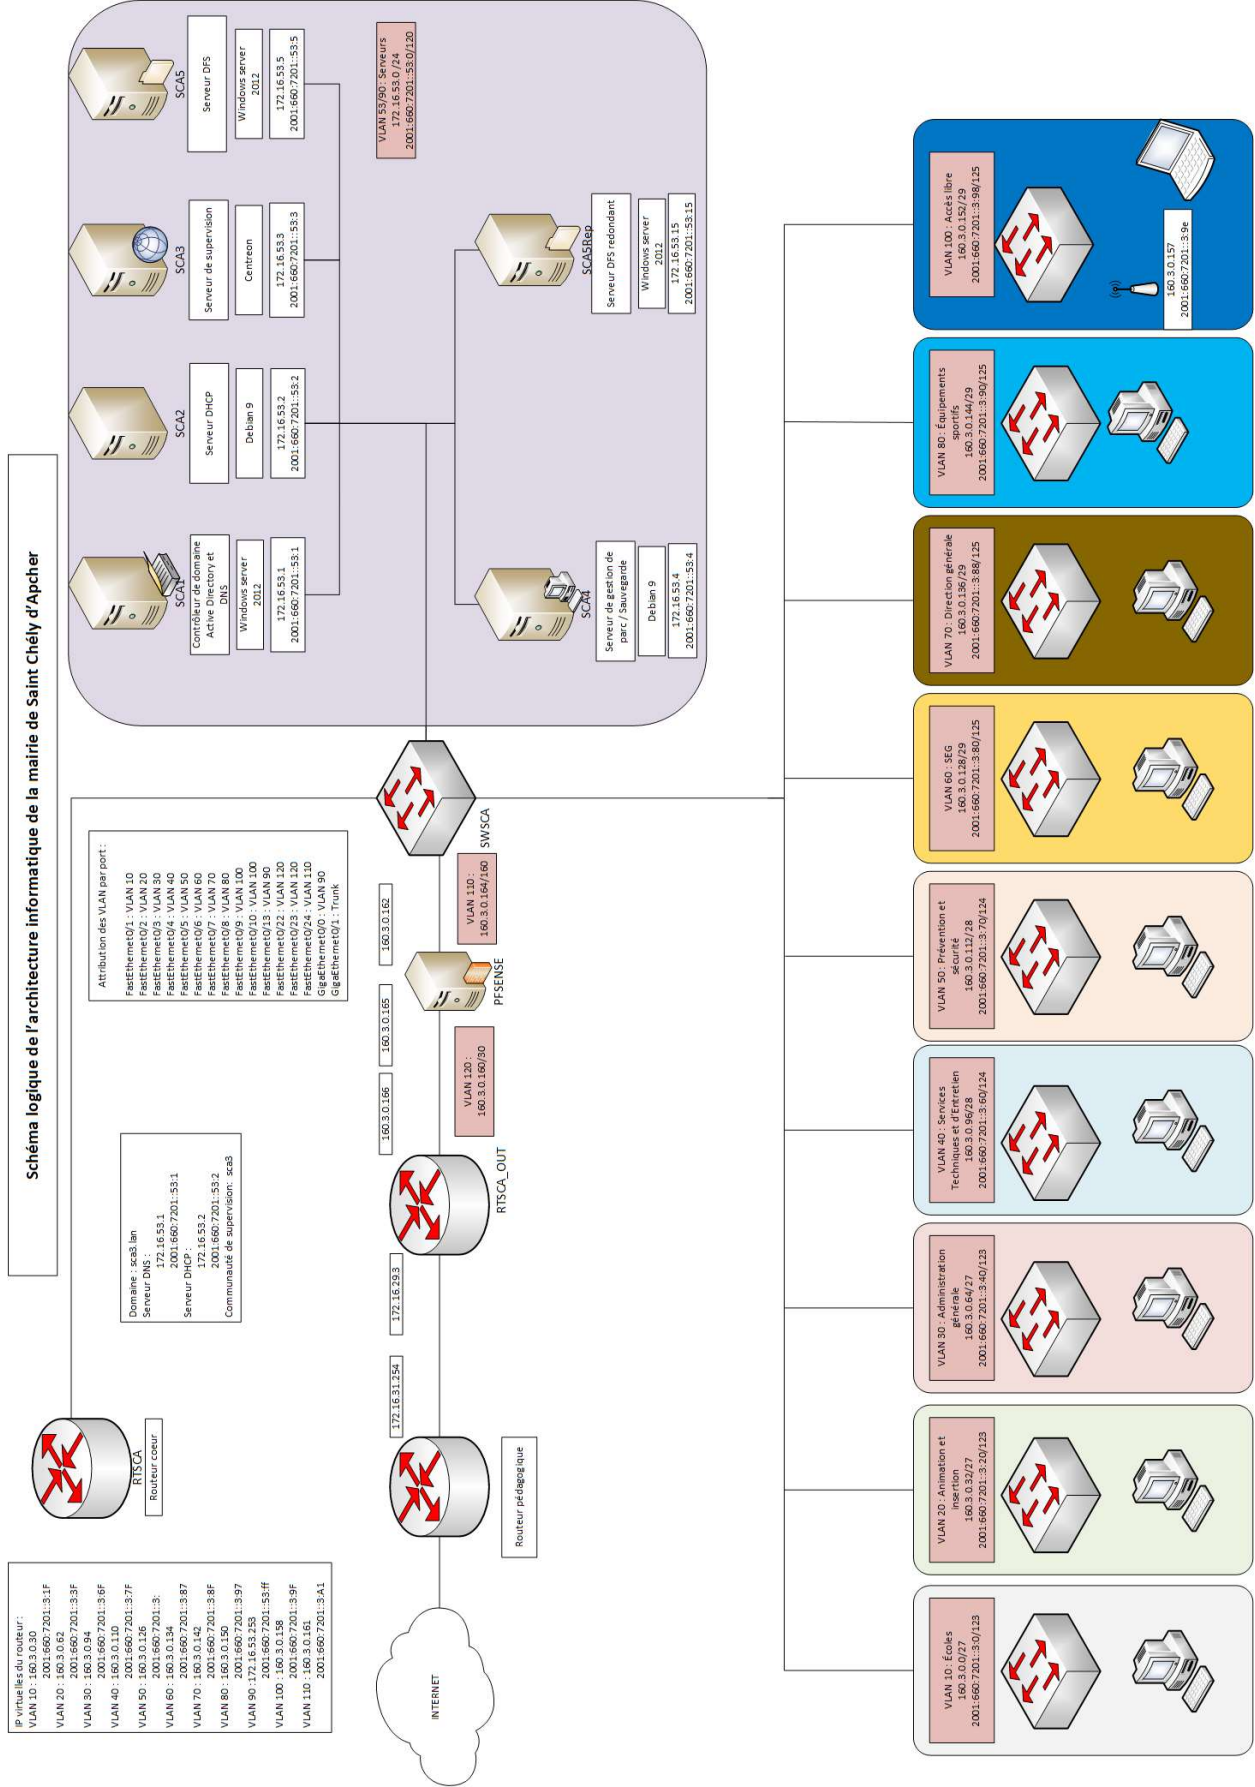 Schéma logique de l'architecture informatique de la mairie de Saint Chély d'Apcher
IP virtuelles du routeur :
VLAN 10 : 160.3.0.30
2001:660:7201::3:1F
VLAN 20 : 160.3.0.62
2001:660:7201::3:3F
VLAN 30 : 160.3.0.94
2001:660:7201::3:6F
VLAN 40 : 160.3.0.110
2001:660:7201::3:7F
VLAN 50 : 160.3.0.126
2001:660:7201::3:
VLAN 60 : 160.3.0.134
2001:660:7201::3:87
VLAN 70 : 160.3.0.142
2001:660:7201::3:8F
VLAN 80 : 160.3.0.150
2001:660:7201::3:97
VLAN 90 :172.16.53.253
2001:660:7201::53:ff
VLAN 100 : 160.3.0.158
2001:660:7201::3:9F
VLAN 110 : 160.3.0.161
2001:660:7201::3:A1
RTSCA
Routeur coeur
Domaine : sca3.lan
Serveur DNS :
172.16.53.1
2001:660:7201::53:1
Serveur DHCP :
172.16.53.2
2001:660:7201::53:2
Communauté de supervision: sca3
Attribution des VLAN par port :
FastEthernet0/1 : VLAN 10
FastEthernet0/2 : VLAN 20
FastEthernet0/3 : VLAN 30
FastEthernet0/4 : VLAN 40
FastEthernet0/5 : VLAN 50
FastEthernet0/6 : VLAN 60
FastEthernet0/7 : VLAN 70
FastEthernet0/8 : VLAN 80
FastEthernet0/9 : VLAN 100
FastEthernet0/10 : VLAN 100
FastEthernet0/13 : VLAN 90
FastEthernet0/22 : VLAN 120
FastEthernet0/23 : VLAN 120
FastEthernet0/24 : VLAN 110
GigaEthernet0/0 : VLAN 90
GigaEthernet0/1 : Trunk
SCA1
Contrôleur de domaine
Active Directory et
DNS
Windows server
2012
172.16.53.1
2001:660:7201::53:1
SCA2
Serveur DHCP
Debian 9
172.16.53.2
2001:660:7201::53:2
SCA3
Serveur de supervision
Centreon
172.16.53.3
2001:660:7201::53:3
SCA5
Serveur DFS
Windows server
2012
172.16.53.5
2001:660:7201::53:5
VLAN 53/90 : Serveurs
172.16.53.0 /24
2001:660:7201::53:0/120
SCA4
Serveur de gestion de
parc / Sauvegarde
Debian 9
172.16.53.4
2001:660:7201::53:4
SCA5Rep
Serveur DFS redondant
Windows server
2012
172.16.53.15
2001:660:7201::53:15
INTERNET
Routeur pédagogique
172.16.31.254
172.16.29.3
RTSCA_OUT
160.3.0.166
VLAN 120 :
160.3.0.160/30
160.3.0.165
PFSENSE
160.3.0.162
VLAN 110 :
160.3.0.164/160
SWSCA
VLAN 10 : Écoles
160.3.0.0/27
2001:660:7201::3:0/123
VLAN 20 : Animation et
insertion
160.3.0.32/27
2001:660:7201::3:20/123
VLAN 30 : Administration
générale
160.3.0.64/27
2001:660:7201::3:40/123
VLAN 40 : Services
Techniques et d'Entretien
160.3.0.96/28
2001:660:7201::3:60/124
VLAN 50 : Prévention et
sécurité
160.3.0.112/28
2001:660:7201::3:70/124
VLAN 60 : SEG
160.3.0.128/29
2001:660:7201::3:80/125
VLAN 70 : Direction générale
160.3.0.136/29
2001:660:7201::3:88/125
VLAN 80 : Équipements
sportifs
160.3.0.144/29
2001:660:7201::3:90/125
VLAN 100 : Accès libre
160.3.0.152/29
2001:660:7201::3:98/125
160.3.0.157
2001:660:7201::3:9e